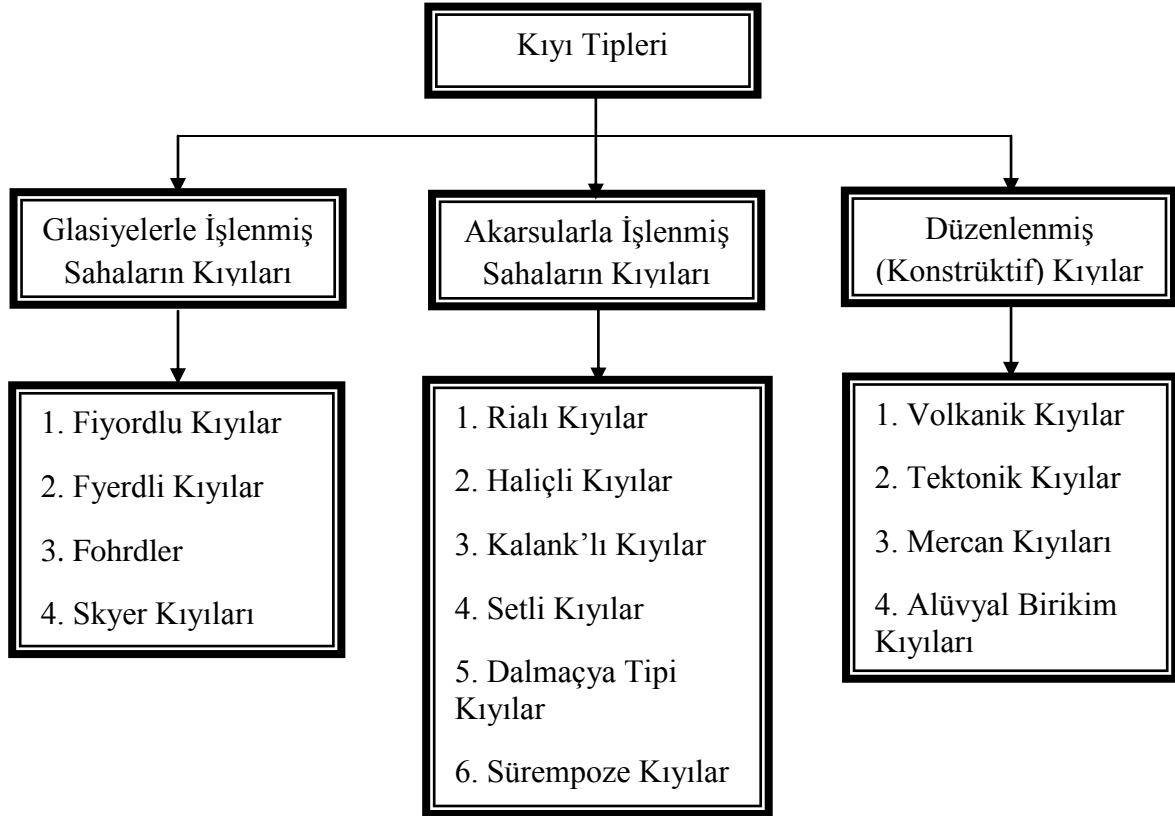 Kıyı Tipleri
Glasiyelerle İşlenmiş
Sahaların Kıyıları
Akarsularla İşlenmiş
Sahaların Kıyıları
Düzenlenmiş
(Konstrüktif) Kıyılar
1. Fiyordlu Kıyılar
2. Fyerdli Kıyılar
3. Fohrdler
4. Skyer Kıyıları
1. Rialı Kıyılar
2. Haliçli Kıyılar
3. Kalank’lı Kıyılar
4. Setli Kıyılar
5. Dalmaçya Tipi
Kıyılar
6. Sürempoze Kıyılar
1. Volkanik Kıyılar
2. Tektonik Kıyılar
3. Mercan Kıyıları
4. Alüvyal Birikim
Kıyıları